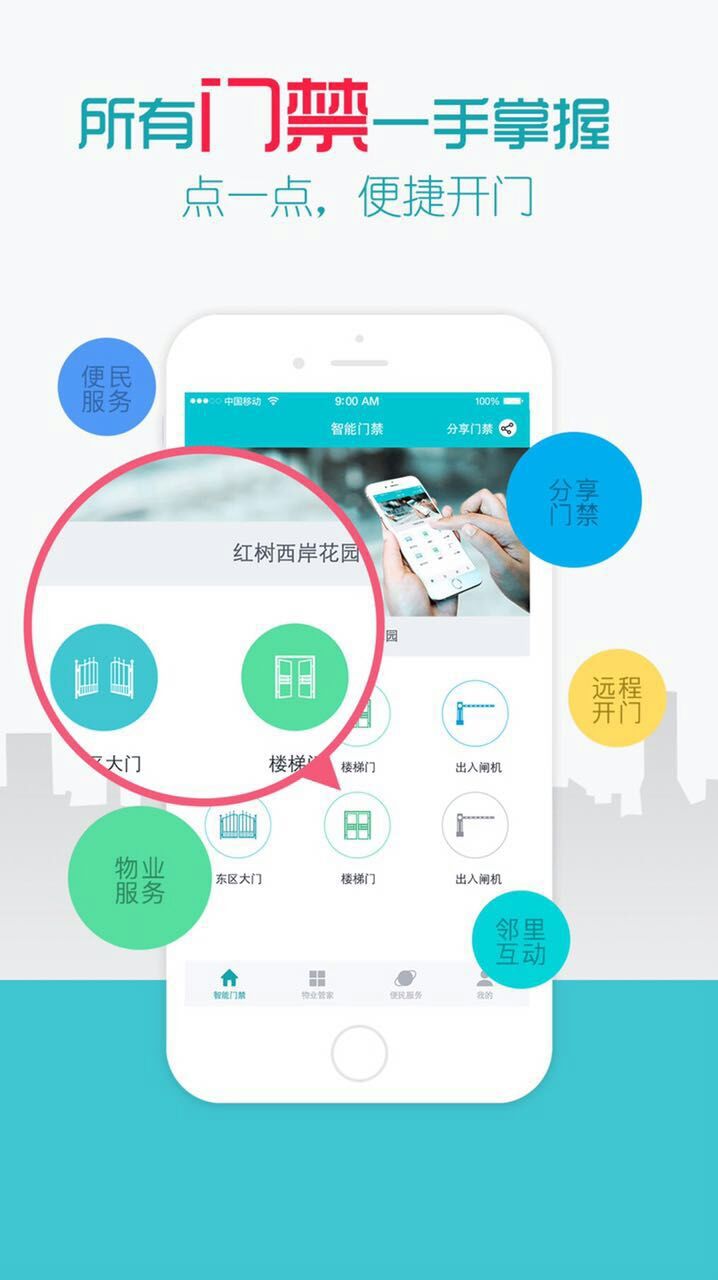 所有门禁一手掌握
点一点，便捷开门
便民
服务
中国移动
9:00 AM
100%
智能门禁
分享门禁
分享
门禁
红树西岸花园
园
远程
开门
区大门
楼梯门
楼梯门
出入闸机
东区大门
楼梯门
出入闸机
物业
服务
邻里
互动
智能门禁
物业管家
便民服务
我的